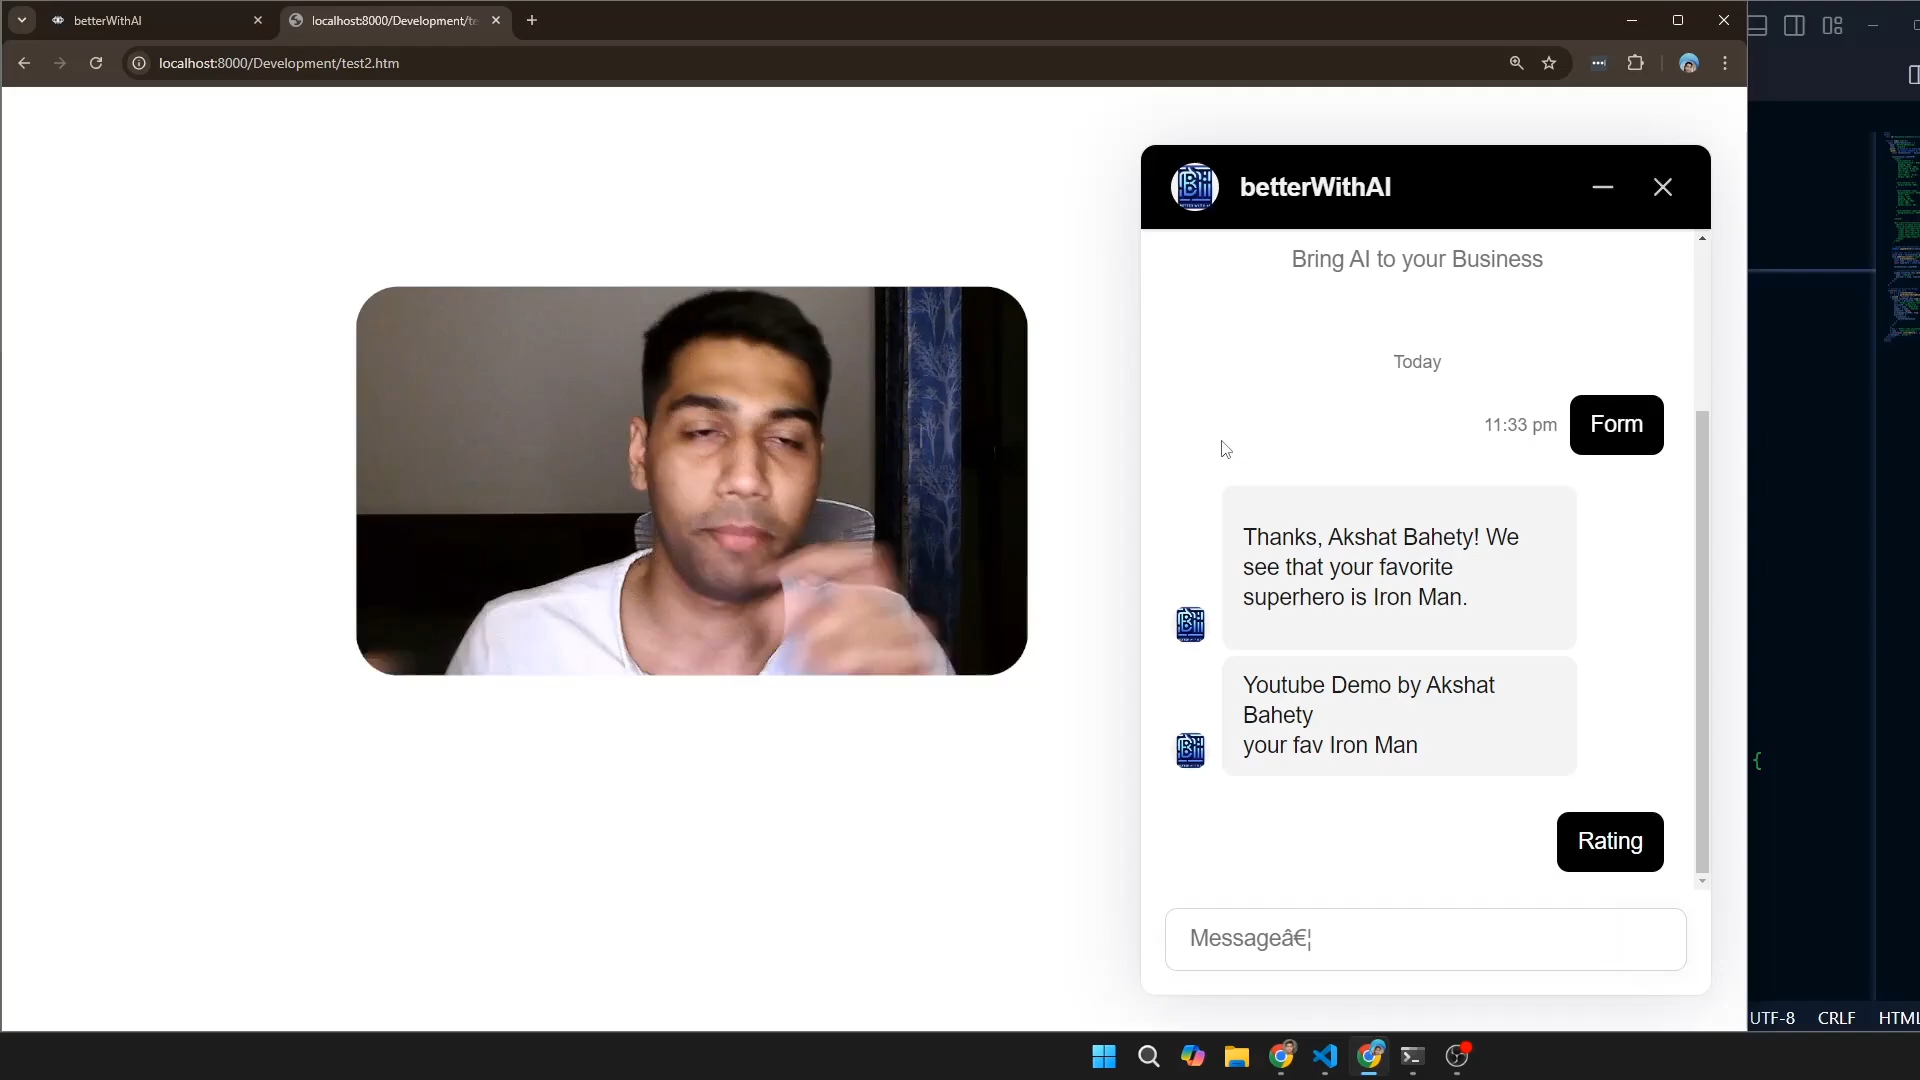 betterWithAI
localhost:8000/Development/te
localhost:8000/Development/test2.htm
betterWithAI
Bring AI to your Business
Today
11:33 pm
Form
Thanks, Akshat Bahety! We
see that your favorite
superhero is Iron Man.
Youtube Demo by Akshat
Bahety
your fav Iron Man
Rating
Messageâ€¦
{
UTF-8 CRLF HTML